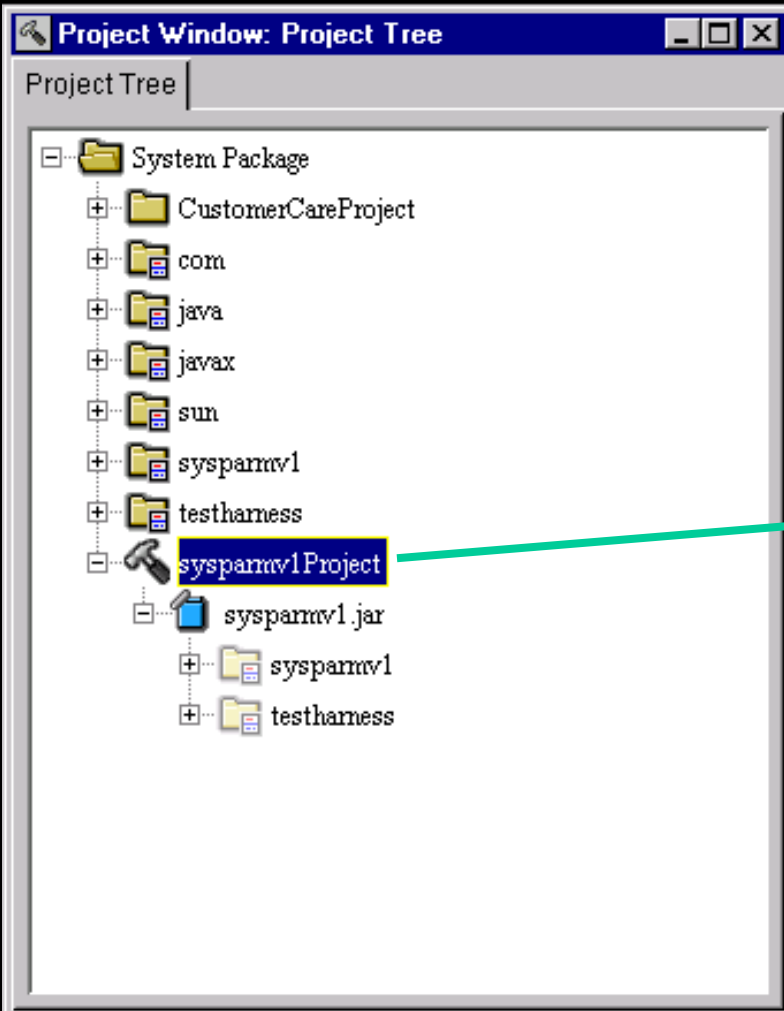 Project Window: Project Tree
Project Tree
System Package
CustomerCareProject
com
java
javax
sun
sysparmv1
testharness
sysparmv1Project
sysparmv1.jar
sysparmv1
testharness